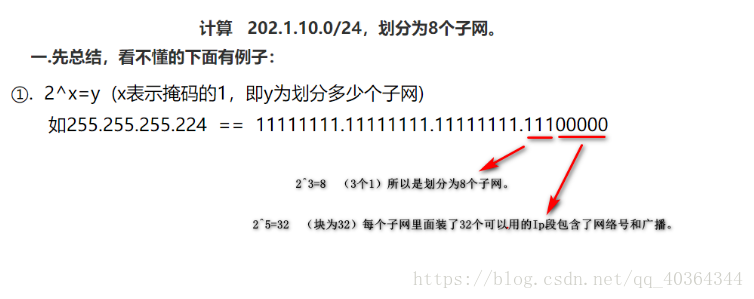 计算 202.1.10.0/24，划分为8个子网。
一.先总结，看不懂的下面有例子：
①. 2^x=y (x表示掩码的1，即y为划分多少个子网)
如255.255.255.224 == 11111111.11111111.11111111.11100000
2^3=8 （3个1）所以是划分为8个子网。
2^5=32 （块为32）每个子网里面装了32个可以用的Ip段包含了网络号和广播。
https://blog.csdn.net/qq_40364344